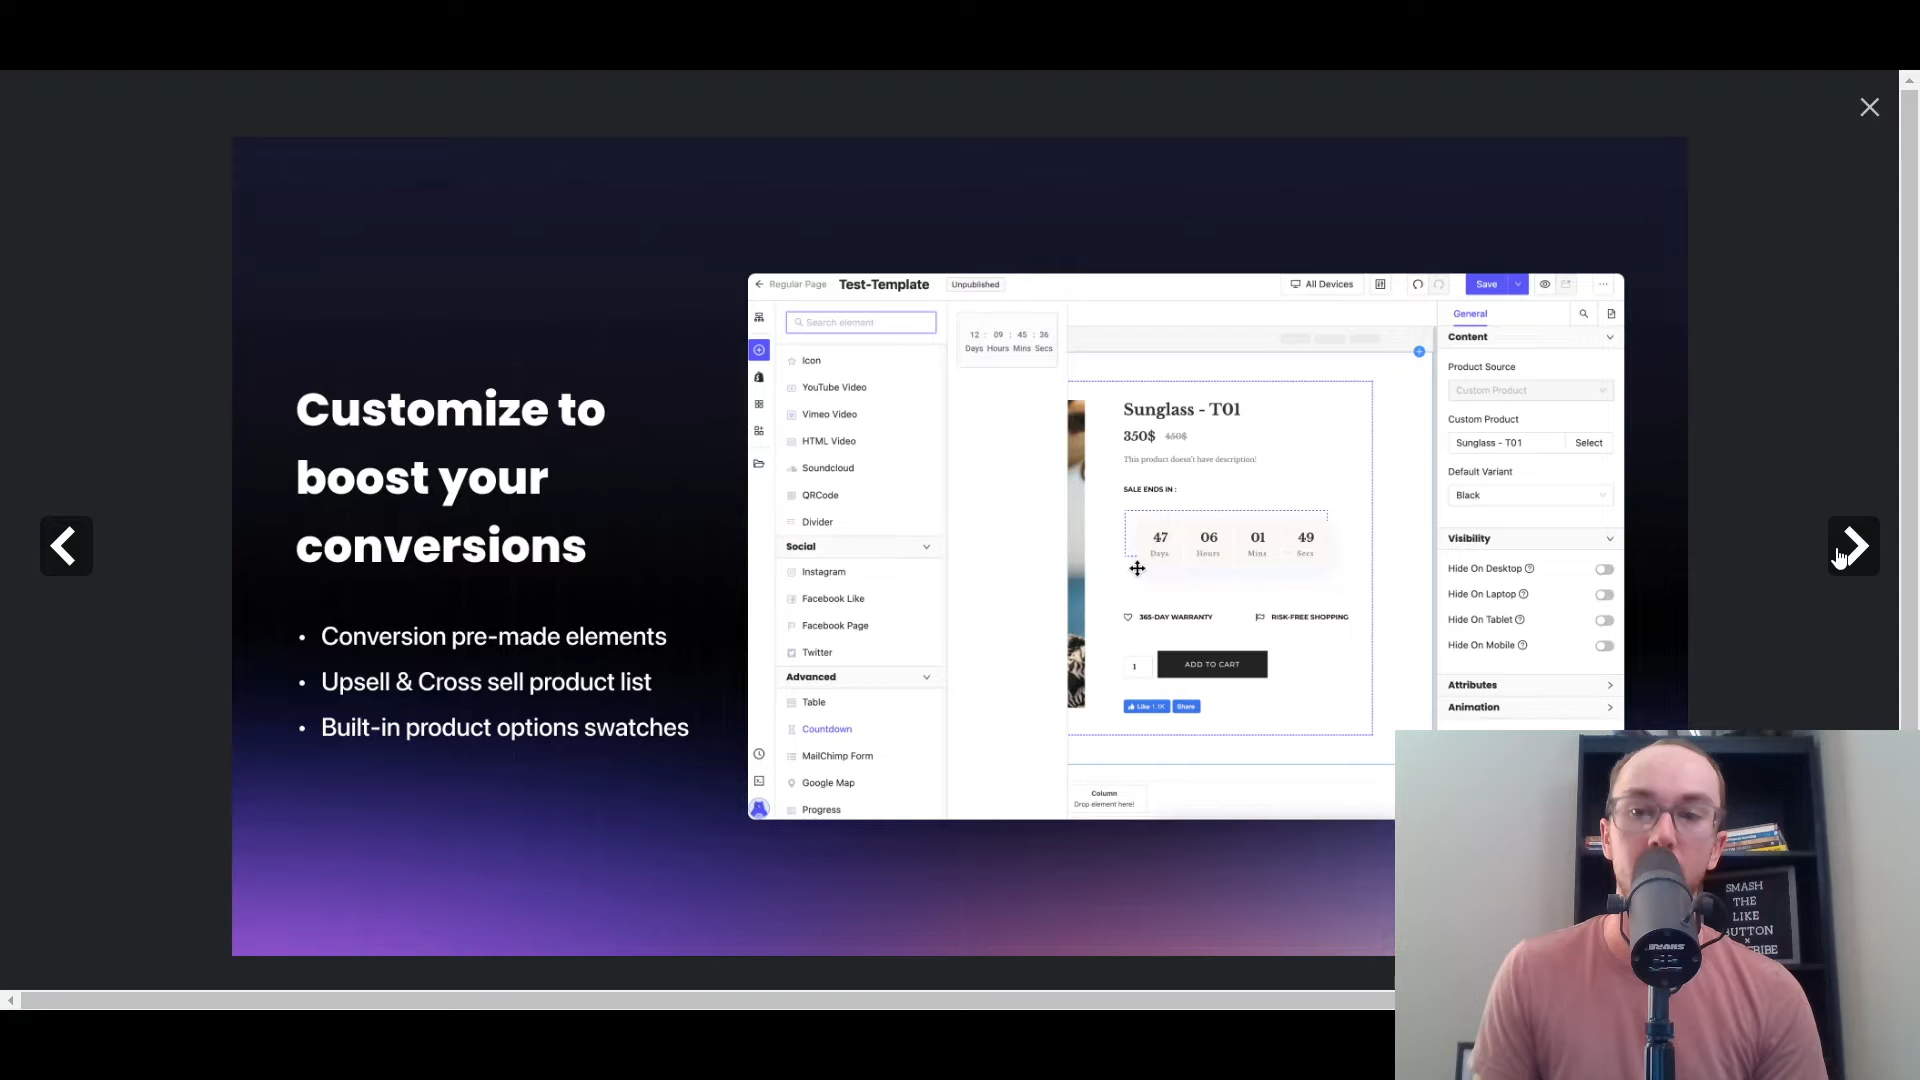 Customize to
boost your
conversions
• Conversion pre-made elements
• Upsell & Cross sell product list
• Built-in product options swatches
Regular Page
Test-Template
Unpublished
All Devices
Save
Search element
Icon
YouTube Video
Vimeo Video
HTML Video
Soundcloud
QRCode
Divider
Social
Instagram
Facebook Like
Facebook Page
Twitter
Advanced
Table
Countdown
MailChimp Form
Google Map
Progress
12 : 09 : 45 : 36
Days Hours Mins Secs
Sunglass - T01
350$ 450$
This product doesn't have description!
SALE ENDS IN :
47 06 01 49
Days Hours Mins Secs
365-DAY WARRANTY
RISK-FREE SHOPPING
1
ADD TO CART
Like 1.1K
Share
Column
Drop element here!
General
Content
Product Source
Custom Product
Custom Product
Sunglass - T01
Select
Default Variant
Black
Visibility
Hide On Desktop
Hide On Laptop
Hide On Tablet
Hide On Mobile
Attributes
Animation
SMASH
THE
LIKE
BUTTON